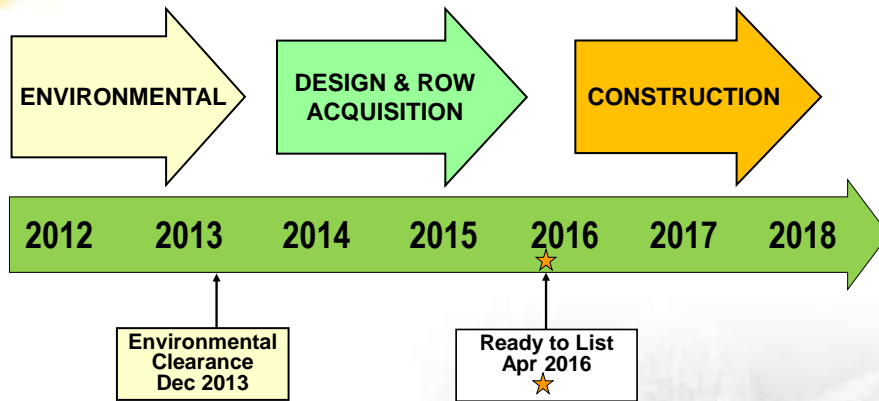 ENVIRONMENTAL
DESIGN & ROW
ACQUISITION
CONSTRUCTION
2012 2013 2014 2015 2016 2017 2018
Environmental
Clearance
Dec 2013
Ready to List
Apr 2016